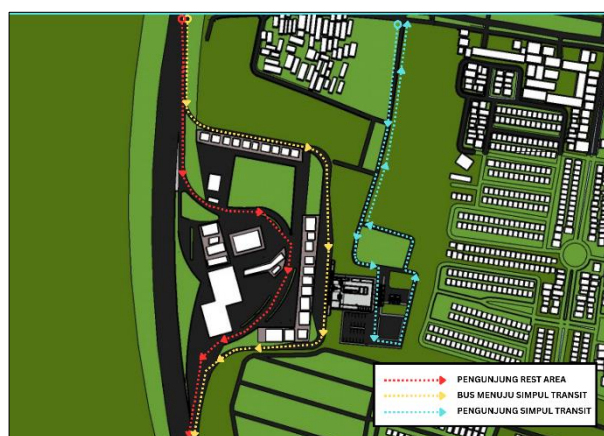 PENGUNJUNG REST AREA
BUS MENUJU SIMPUL TRANSIT
PENGUNJUNG SIMPUL TRANSIT